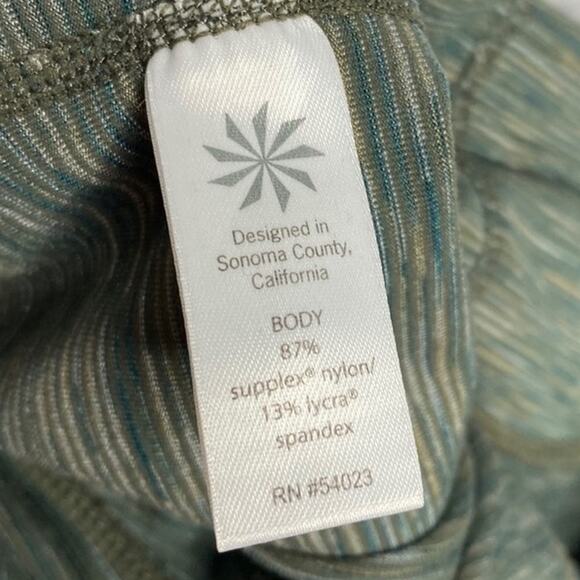 Designed in
Sonoma County,
California
BODY
87%
supplex® nylon/
13% lycra®
spandex
RN #54023